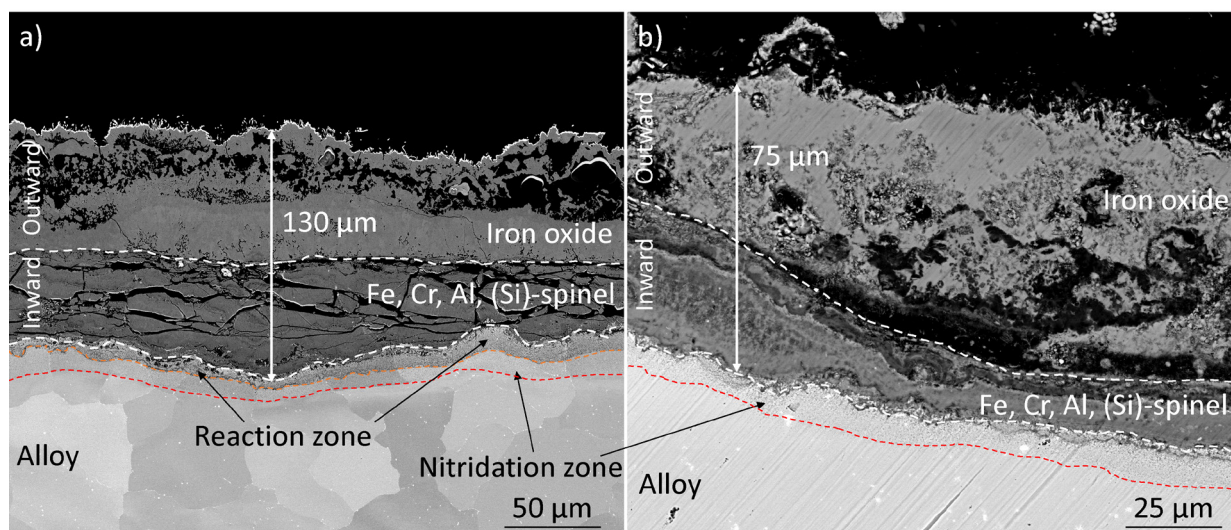 a)
Outward
Inward
130 µm
Iron oxide
Fe, Cr, Al, (Si)-spinel
Reaction zone
Nitridation zone
Alloy
50 µm
b)
Outward
Inward
75 µm
Iron oxide
Fe, Cr, Al, (Si)-spinel
Alloy
25 µm